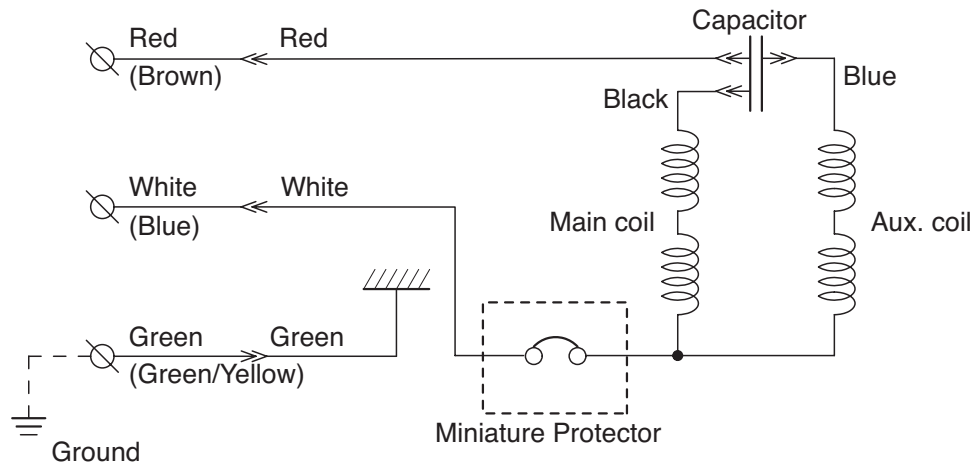 Capacitor
Red Red
(Brown)
Blue
Black
White White
(Blue)
Main coil Aux. coil
Green Green
(Green/Yellow)
Miniature Protector
Ground